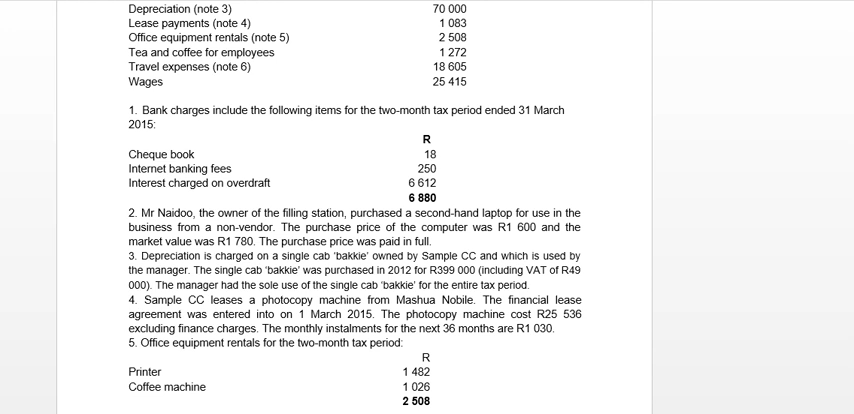 Depreciation (note 3) 70 000
Lease payments (note 4) 1 083
Office equipment rentals (note 5) 2 508
Tea and coffee for employees 1 272
Travel expenses (note 6) 18 605
Wages 25 415
1. Bank charges include the following items for the two-month tax period ended 31 March
2015:
R
Cheque book 18
Internet banking fees 250
Interest charged on overdraft 6 612
6 880
2. Mr Naidoo, the owner of the filling station, purchased a second-hand laptop for use in the
business from a non-vendor. The purchase price of the computer was R1 600 and the
market value was R1 780. The purchase price was paid in full.
3. Depreciation is charged on a single cab ‘bakkie’ owned by Sample CC and which is used by
the manager. The single cab ‘bakkie’ was purchased in 2012 for R399 000 (including VAT of R49
000). The manager had the sole use of the single cab ‘bakkie’ for the entire tax period.
4. Sample CC leases a photocopy machine from Mashua Nobile. The financial lease
agreement was entered into on 1 March 2015. The photocopy machine cost R25 536
excluding finance charges. The monthly instalments for the next 36 months are R1 030.
5. Office equipment rentals for the two-month tax period:
R
Printer 1 482
Coffee machine 1 026
2 508